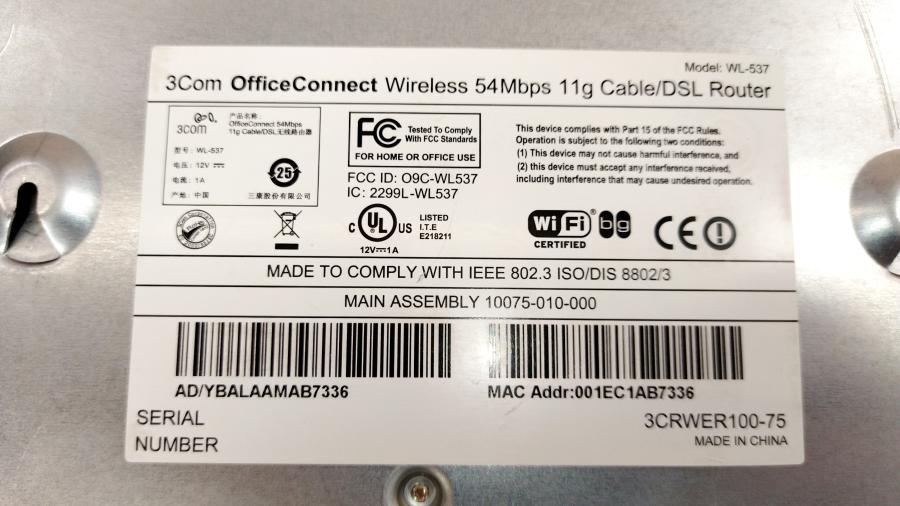 Model: WL-537
3Com OfficeConnect Wireless 54Mbps 11g Cable/DSL Router
3COM
产品名称:
OfficeConnect 54Mbps
11g Cable/DSL无线路由器
型号: WL-537
电压: 12V
电流: 1A
产地: 中国
25
三康股份有限公司
FC
Tested To Comply
With FCC Standards
FOR HOME OR OFFICE USE
FCC ID: O9C-WL537
IC: 2299L-WL537
This device complies with Part 15 of the FCC Rules.
Operation is subject to the following two conditions:
(1) This device may not cause harmful interference, and
(2) this device must accept any interference received,
including interference that may cause undesired operation.
C UL US
LISTED
I.T.E
E218211
12V 1A
Wi Fi ® b g
CERTIFIED
CE
MADE TO COMPLY WITH IEEE 802.3 ISO/DIS 8802/3
MAIN ASSEMBLY 10075-010-000
AD/YBALAAMAB7336
MAC Addr:001EC1AB7336
SERIAL
NUMBER
3CRWER100-75
MADE IN CHINA